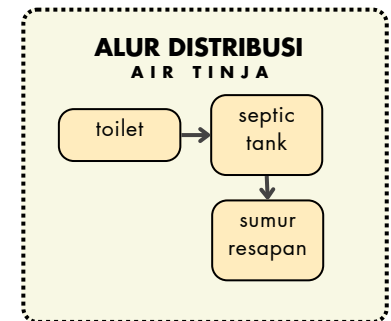 ALUR DISTRIBUSI
AIR TINJA
toilet
septic
tank
sumur
resapan